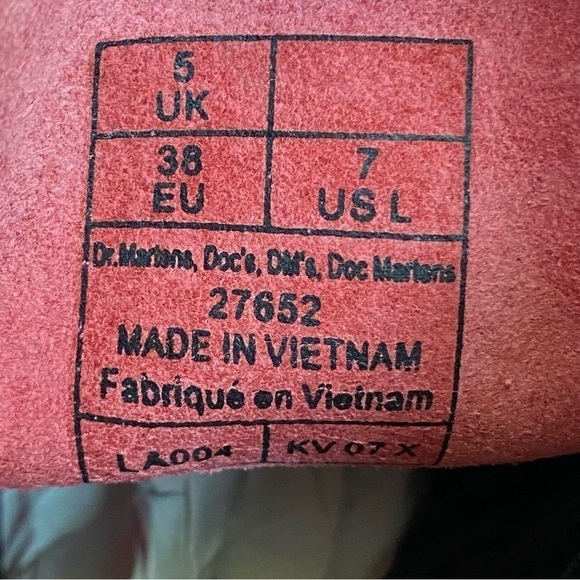 5
UK
38
EU
7
US L
Dr.Martens, Doc's, DM's, Doc Martens
27652
MADE IN VIETNAM
Fabriqué en Vietnam
LA004
KV 07 X